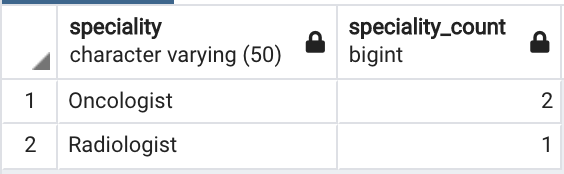 speciality speciality_count
character varying (50) bigint
1 Oncologist 2
2 Radiologist 1